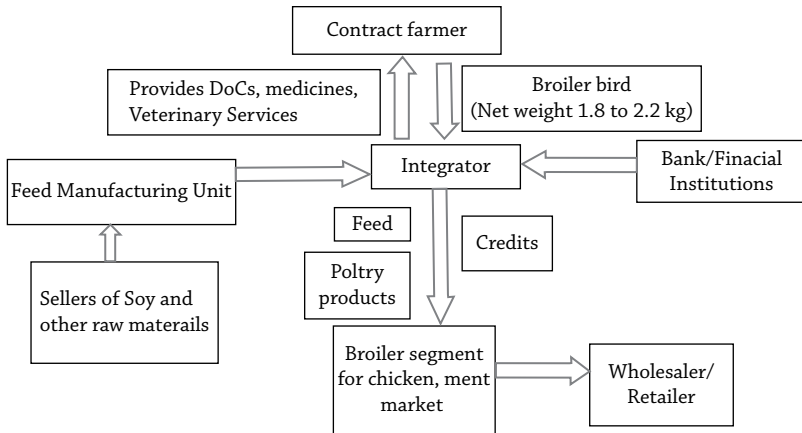 Contract farmer
Provides DoCs, medicines,
Veterinary Services
Broiler bird
(Net weight 1.8 to 2.2 kg)
Integrator
Bank/Finacial
Institutions
Feed Manufacturing Unit
Feed
Credits
Poltry
products
Sellers of Soy and
other raw materails
Broiler segment
for chicken, ment
market
Wholesaler/
Retailer